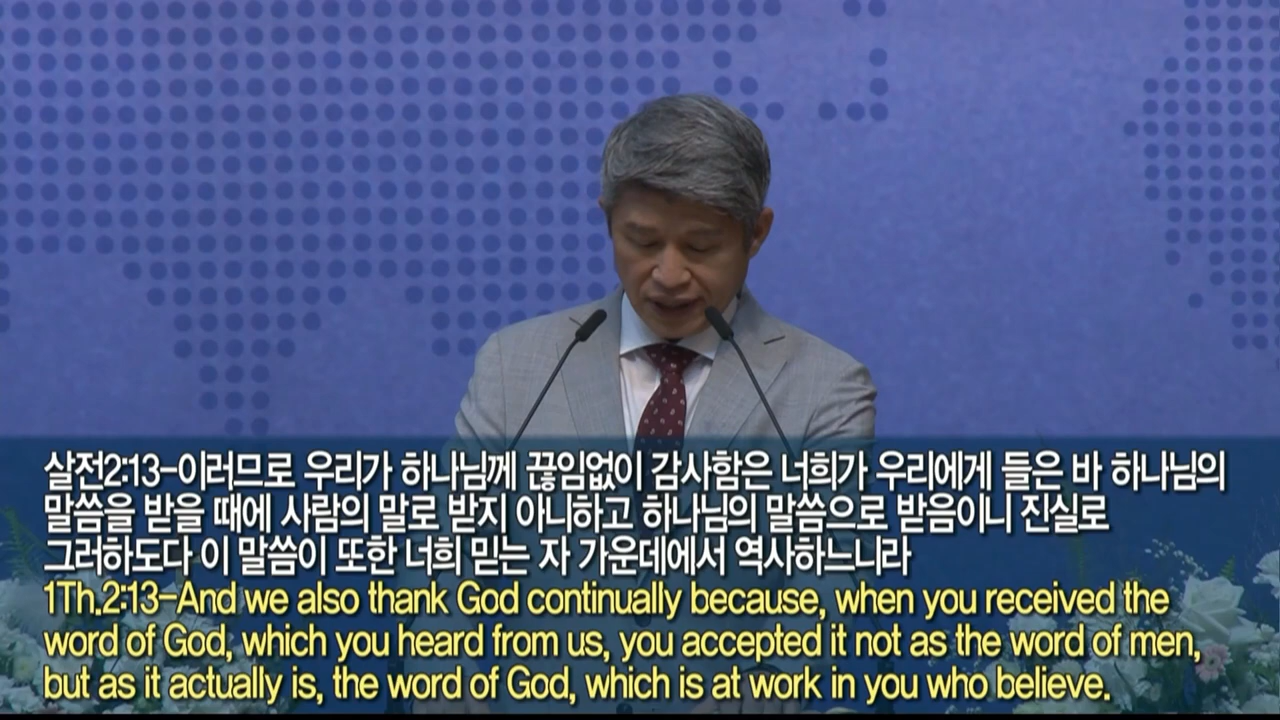 살전2:13-이러므로 우리가 하나님께 끊임없이 감사함은 너희가 우리에게 들은 바 하나님의
말씀을 받을 때에 사람의 말로 받지 아니하고 하나님의 말씀으로 받음이니 진실로
그러하도다 이 말씀이 또한 너희 믿는 자 가운데에서 역사하느니라
1Th.2:13-And we also thank God continually because, when you received the
word of God, which you heard from us, you accepted it not as the word of men,
but as it actually is, the word of God, which is at work in you who believe.